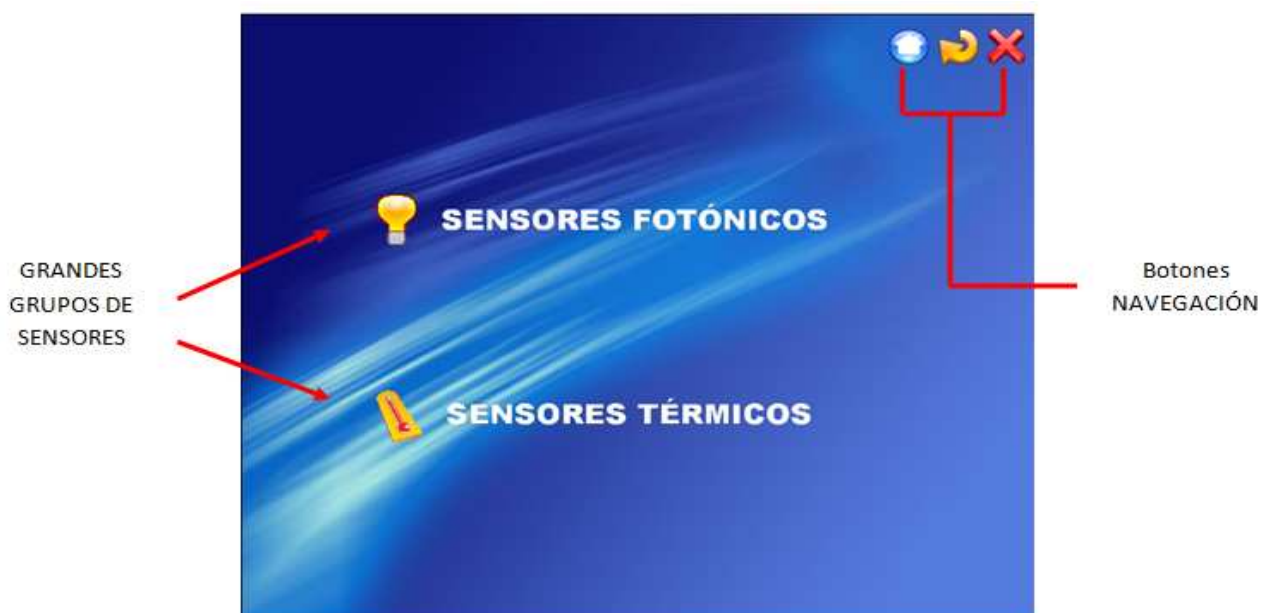 SENSORES FOTÓNICOS
GRANDES
GRUPOS DE
SENSORES
Botones
NAVEGACIÓN
SENSORES TÉRMICOS